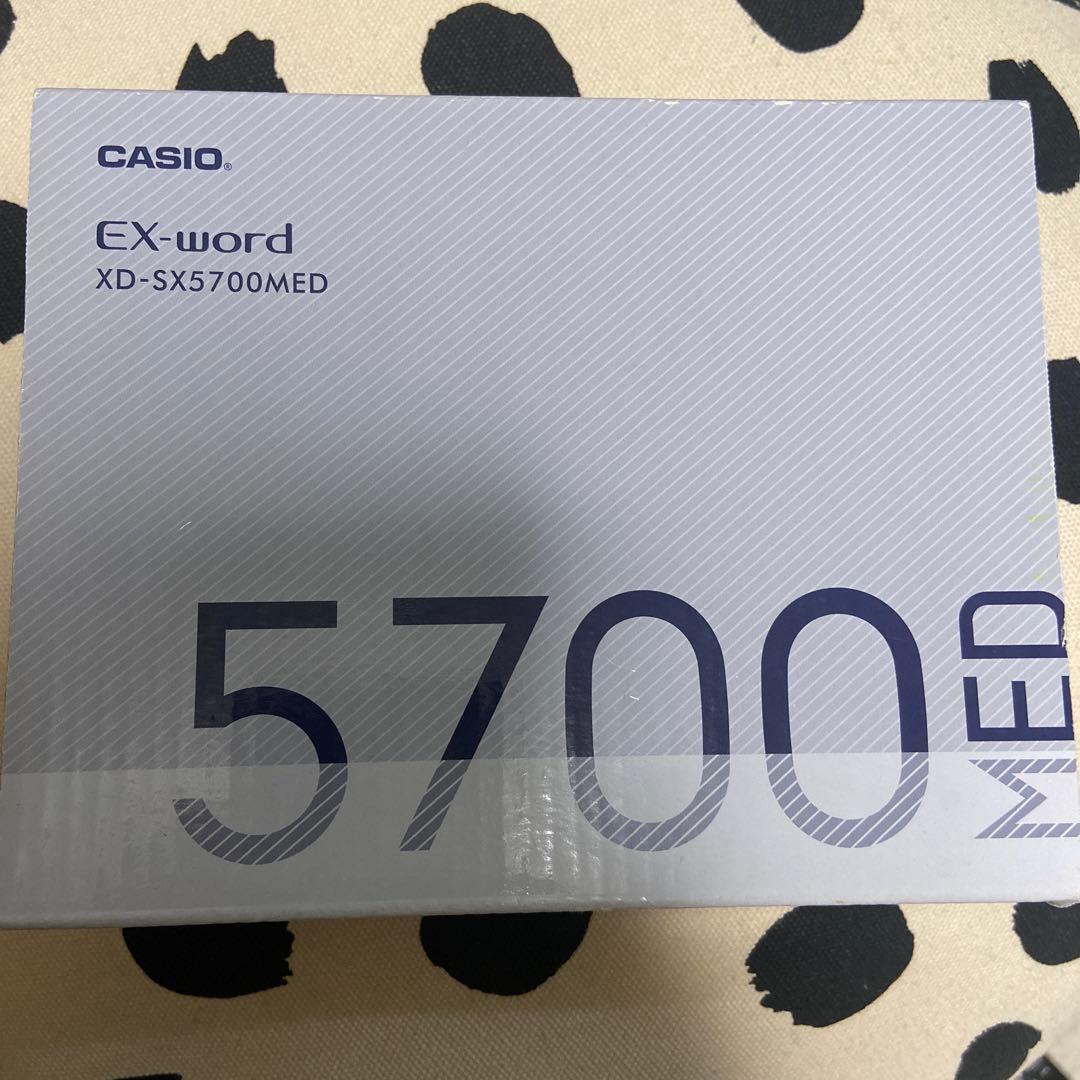 CASIO®
EX-word
XD-SX5700MED
5700
MED